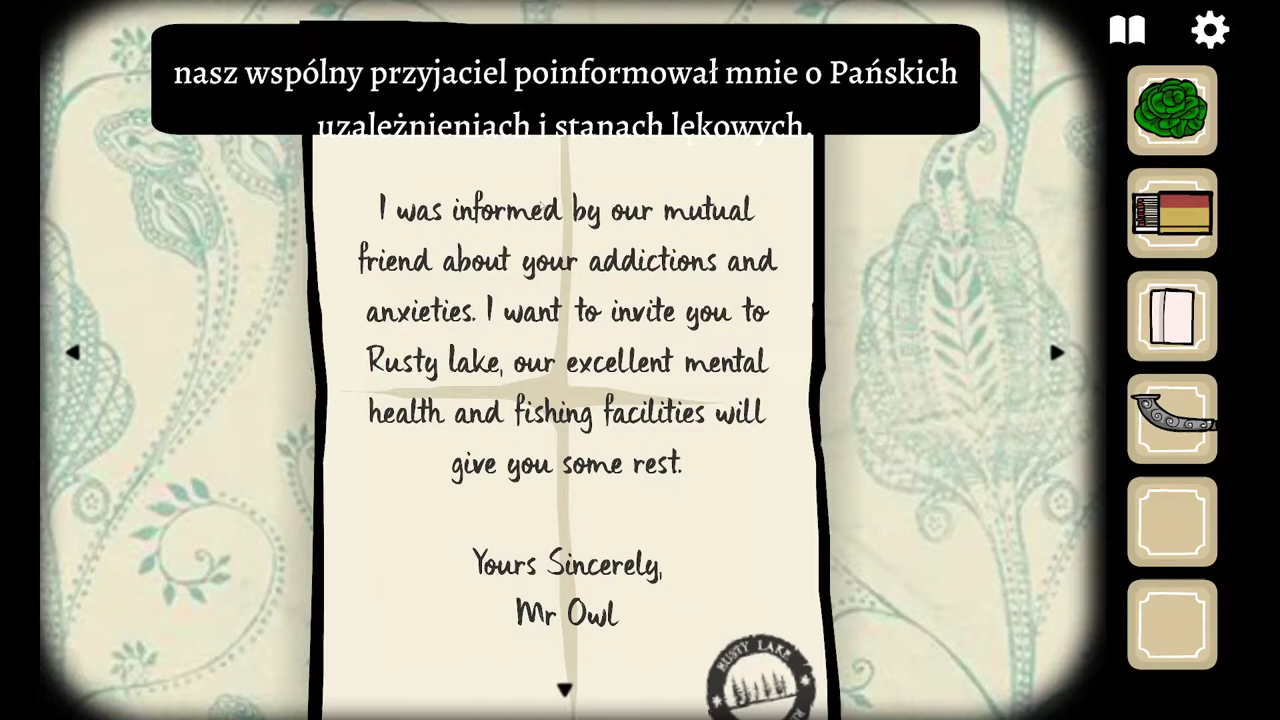 nasz wspólny przyjaciel poinformował mnie o Pańskich
uzależnieniach i stanach lękowych.
I was informed by our mutual
friend about your addictions and
anxieties. I want to invite you to
Rusty lake, our excellent mental
health and fishing facilities will
give you some rest.
Yours Sincerely,
Mr Owl
RUSTY LAKE